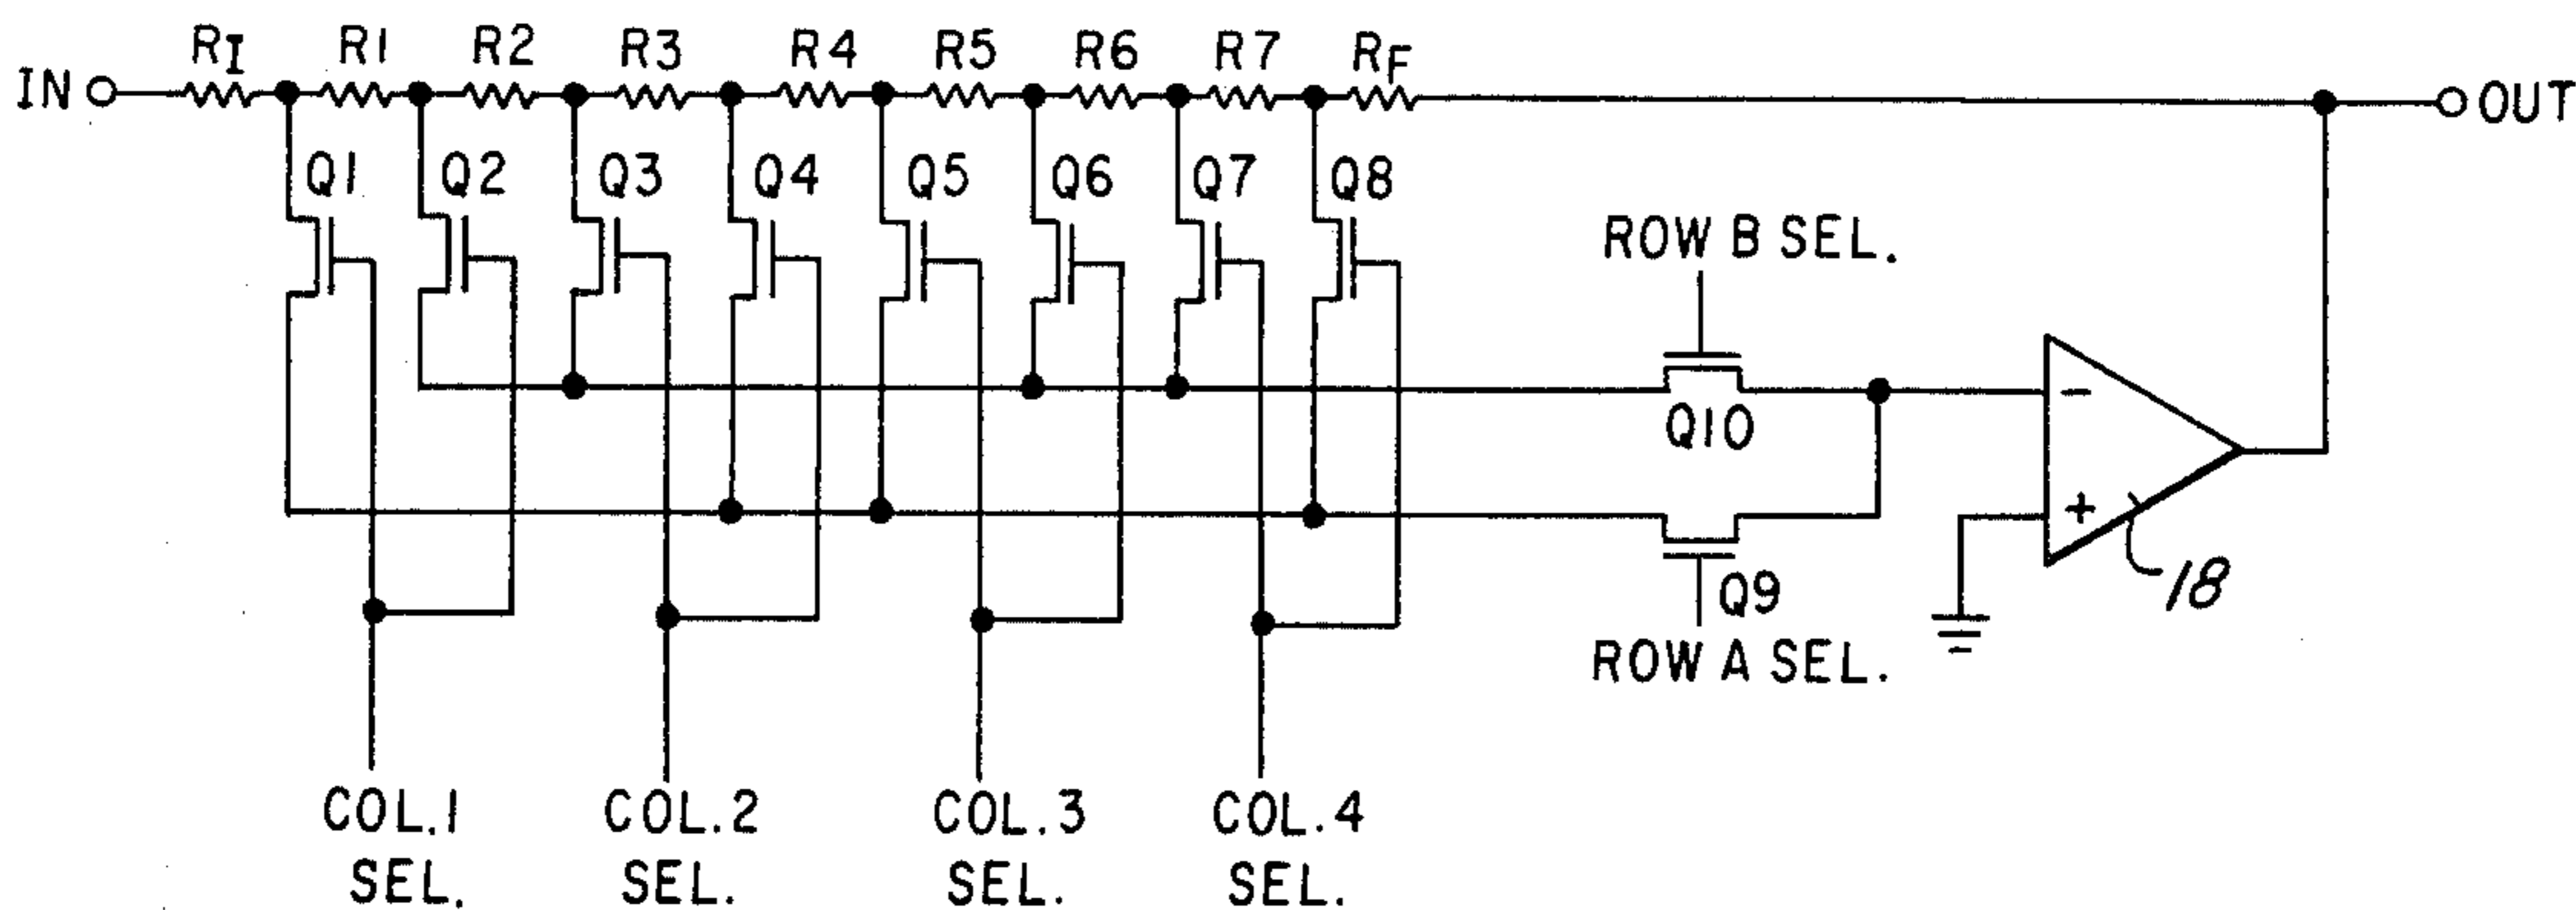 IN
RI
R1
R2
R3
R4
R5
R6
R7
RF
OUT
Q1
Q2
Q3
Q4
Q5
Q6
Q7
Q8
ROW B SEL.
Q10
-
+
18
Q9
ROW A SEL.
COL.1
SEL.
COL.2
SEL.
COL.3
SEL.
COL.4
SEL.